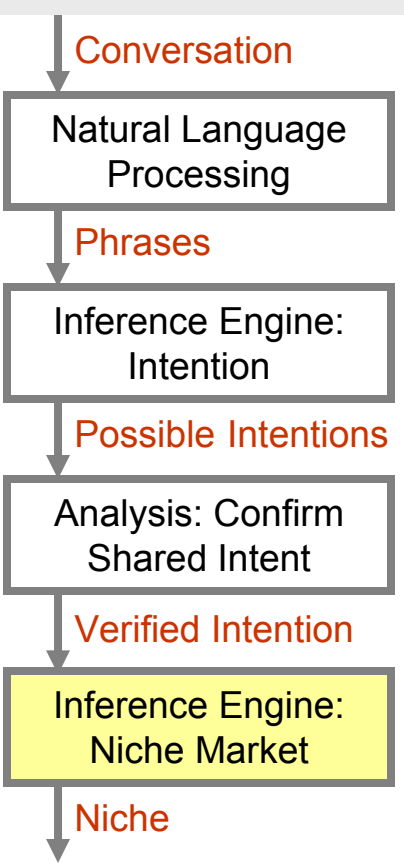 Conversation
Natural Language
Processing
Phrases
Inference Engine:
Intention
Possible Intentions
Analysis: Confirm
Shared Intent
Verified Intention
Inference Engine:
Niche Market
Niche